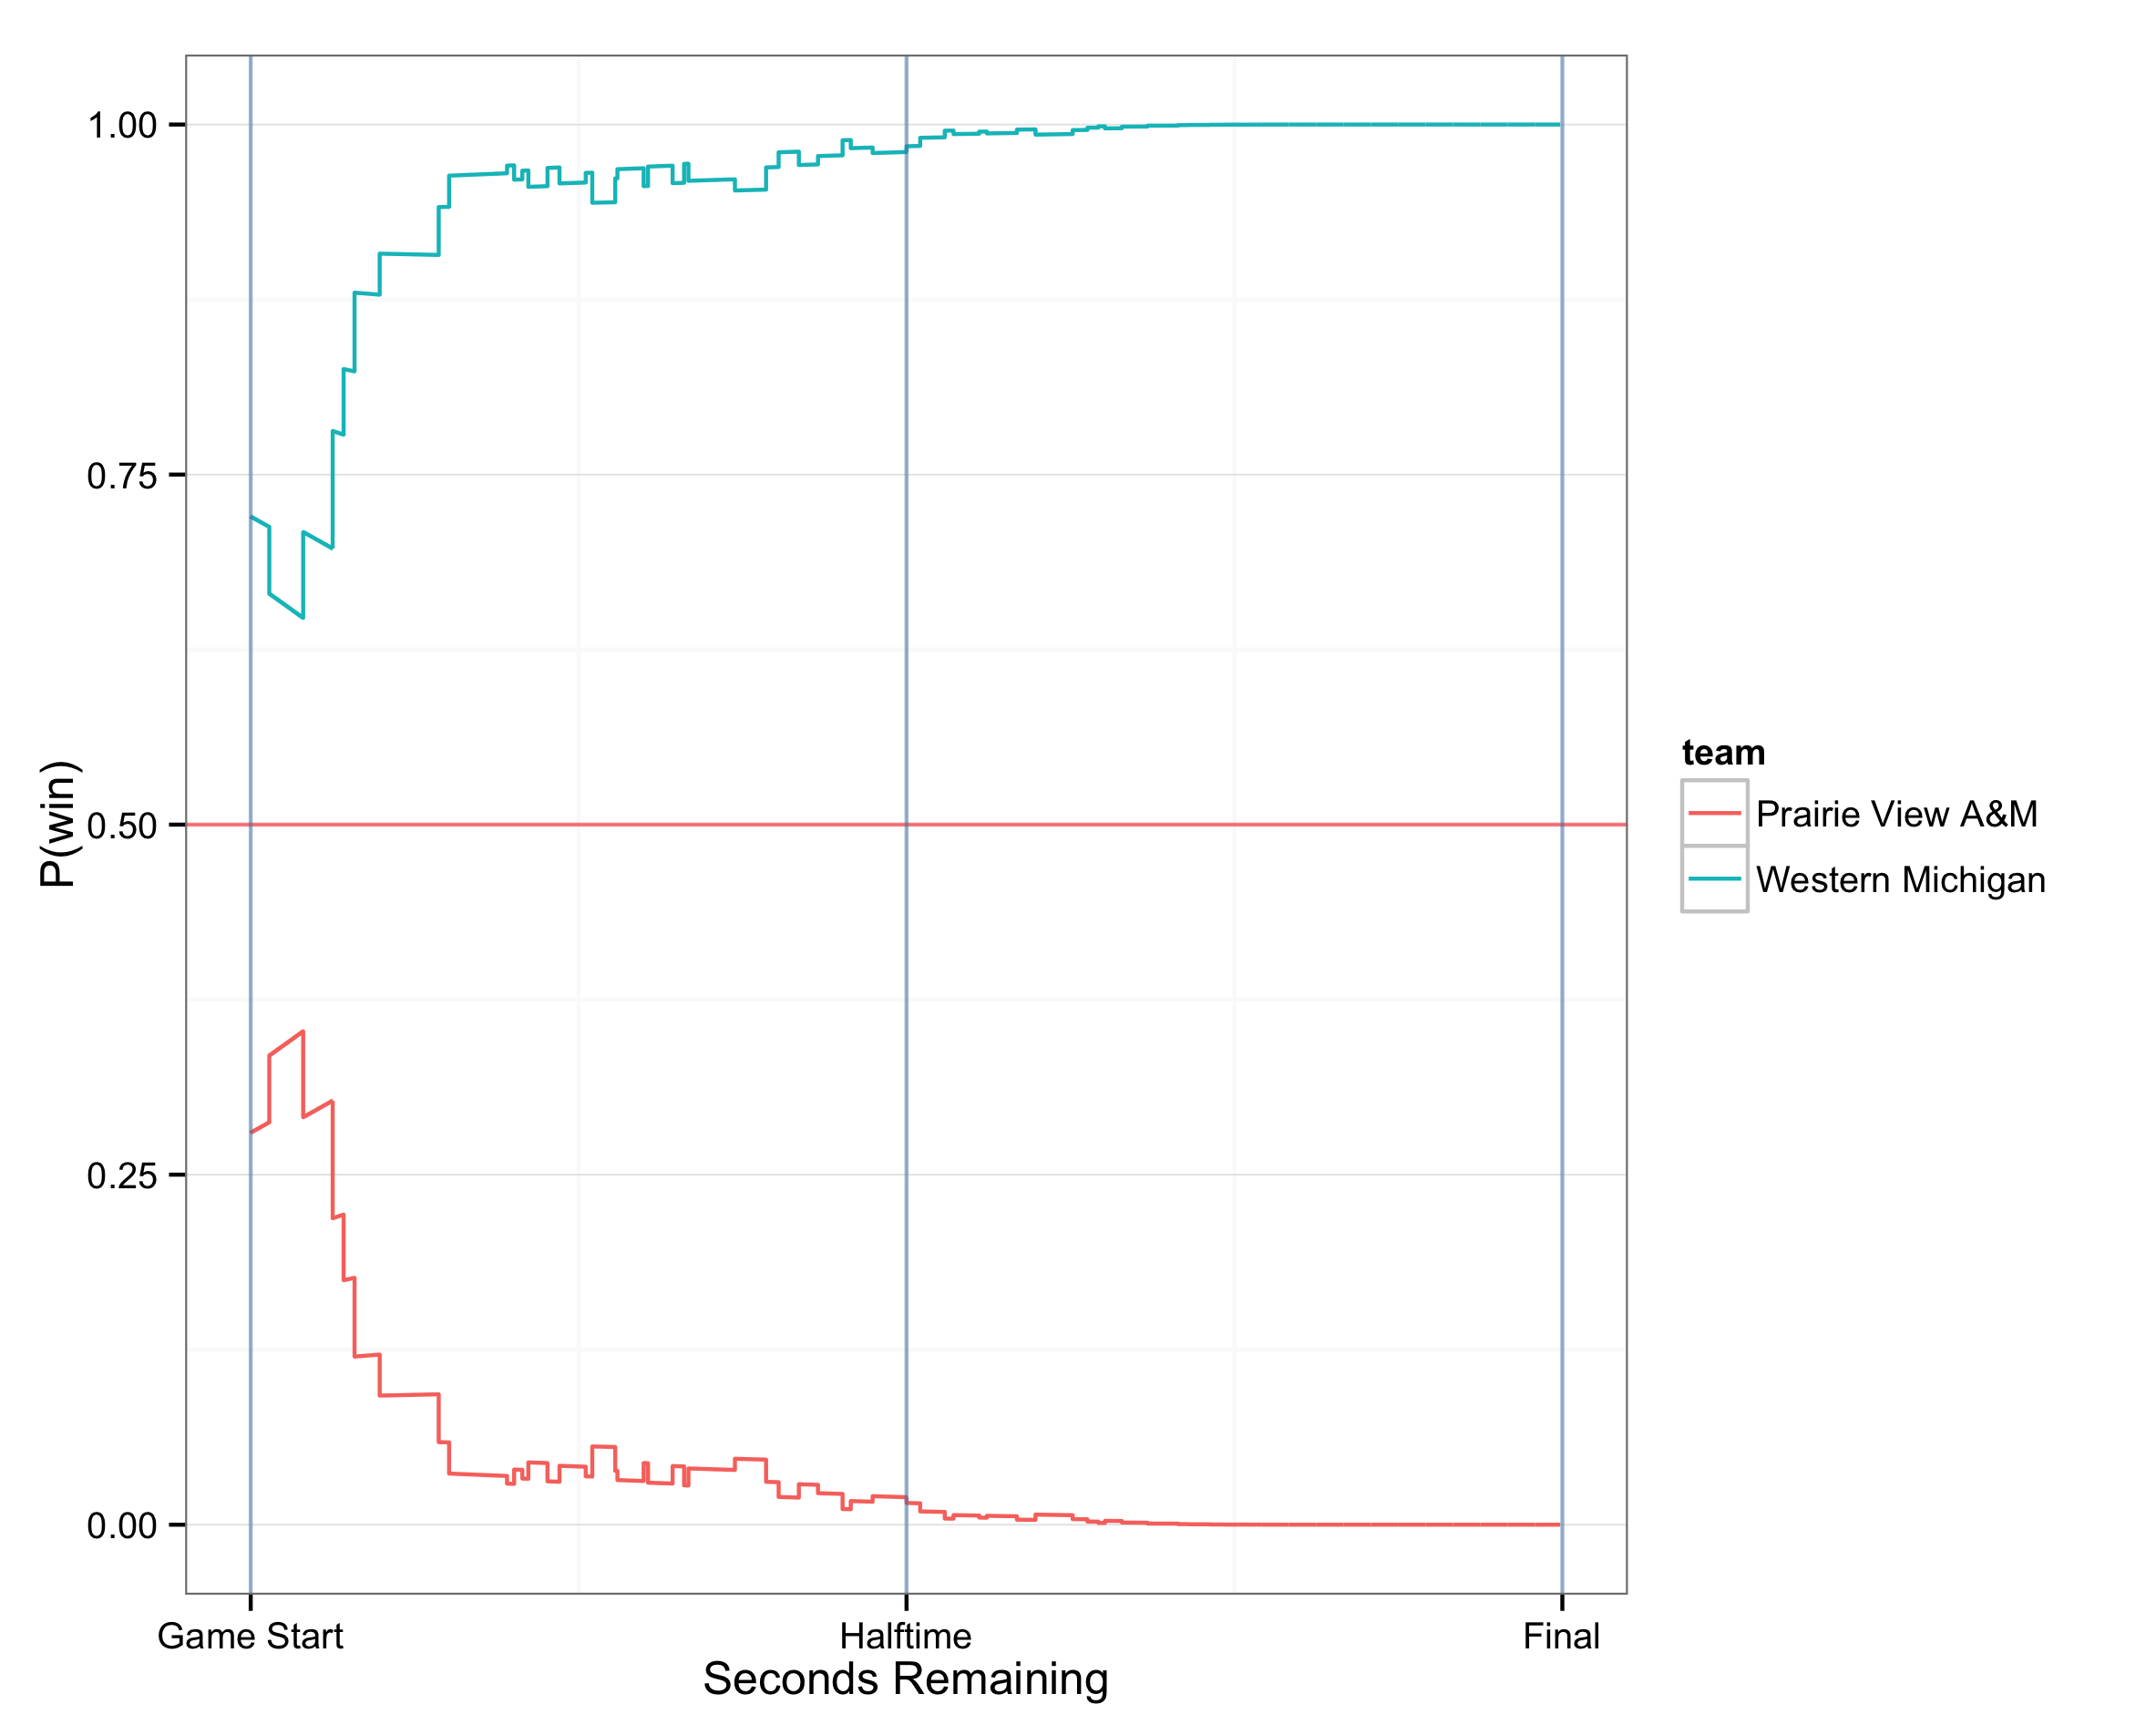 1.00
0.75
0.50
0.25
0.00
P(win)
Game Start
Halftime
Final
Seconds Remaining
team
Prairie View A&M
Western Michigan